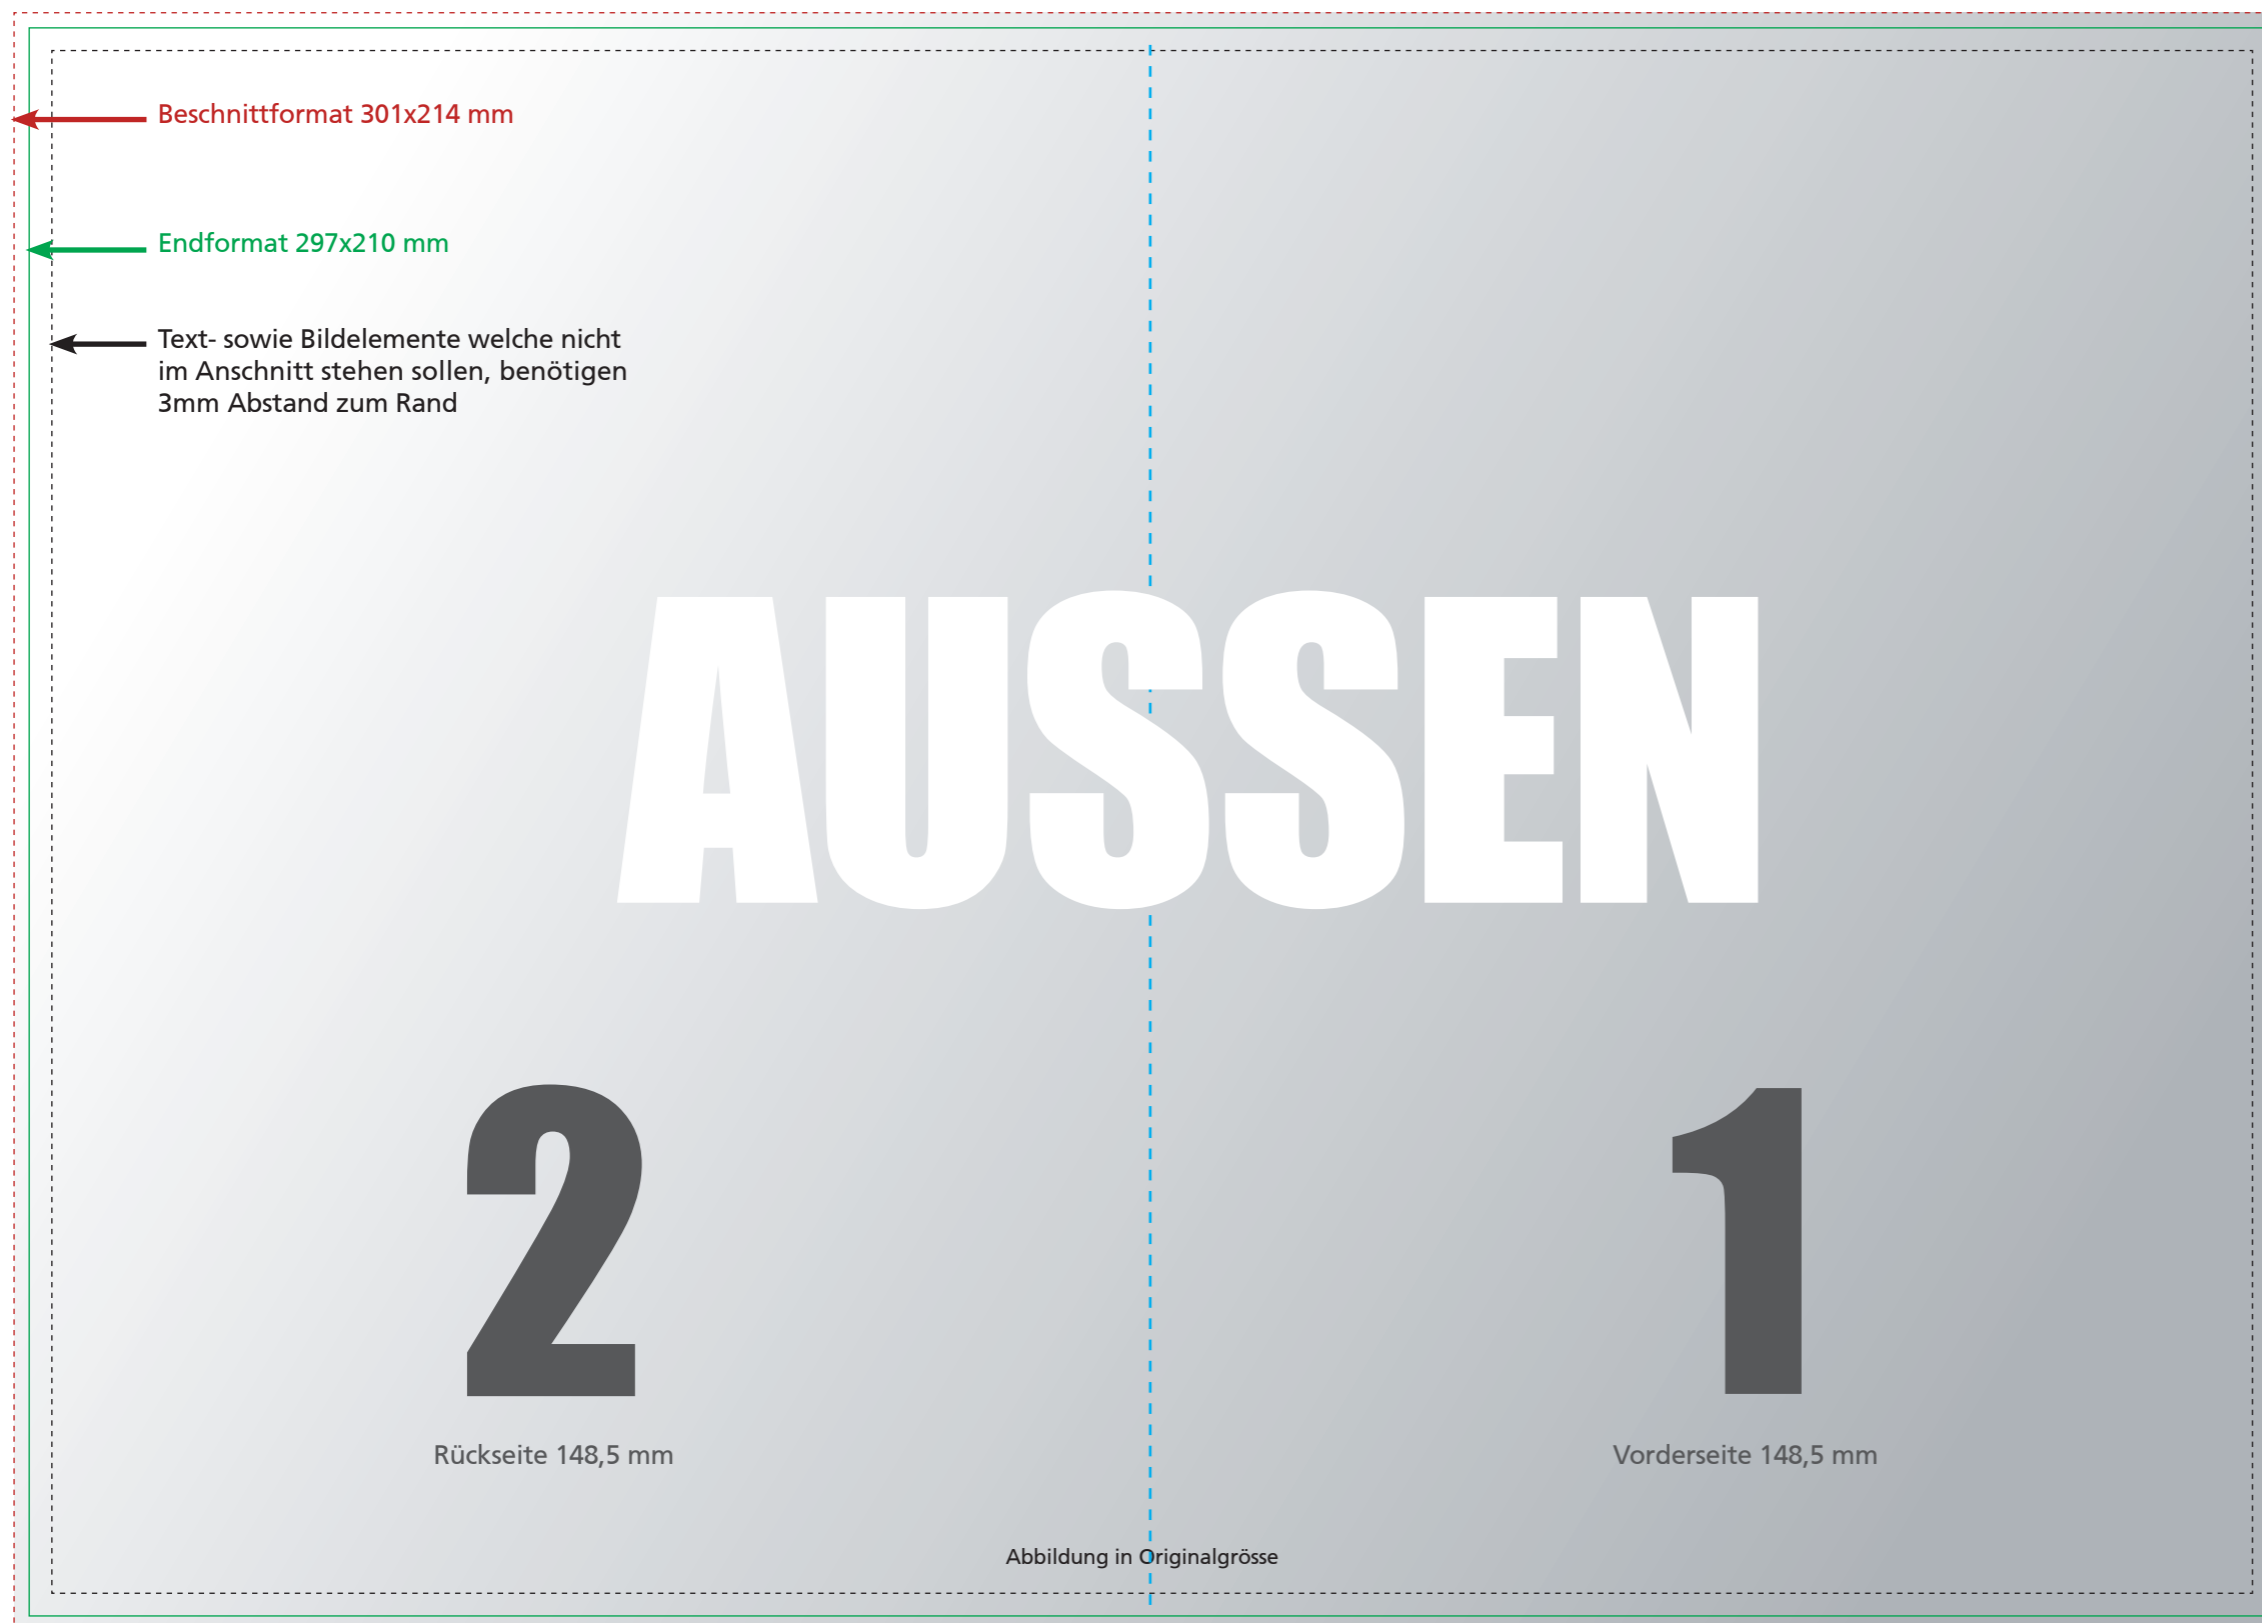 Beschnittformat 301x214 mm
Endformat 297x210 mm
Text- sowie Bildelemente welche nicht
im Anschnitt stehen sollen, benötigen
3mm Abstand zum Rand
AUSSEN
2
1
Rückseite 148,5 mm
Vorderseite 148,5 mm
Abbildung in Originalgrösse